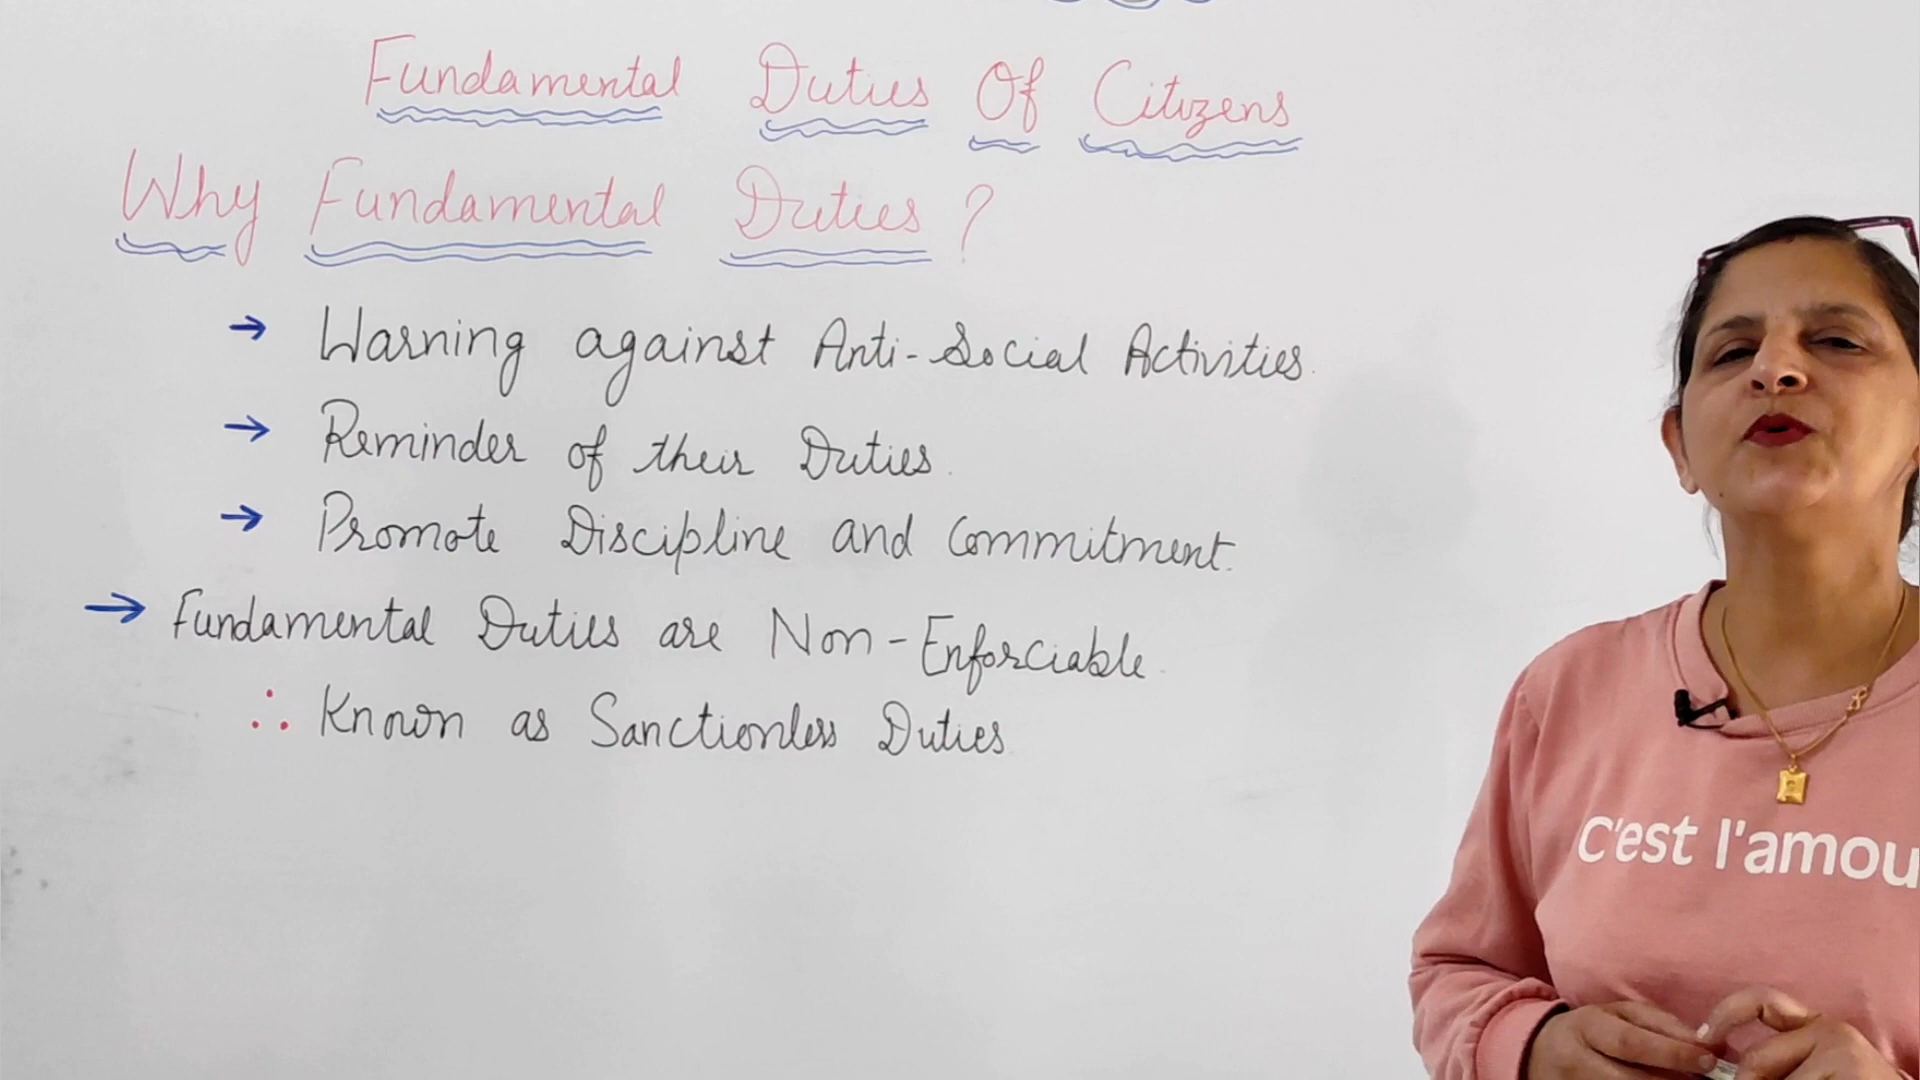 Fundamental Duties Of Citizens
Why Fundamental Duties?
→ Warning against Anti-Social Activities.
→ Reminder of their Duties.
→ Promote Discipline and Commitment.
→ Fundamental Duties are Non-Enforciable.
∴ Known as Sanctionless Duties
C'est l'amou